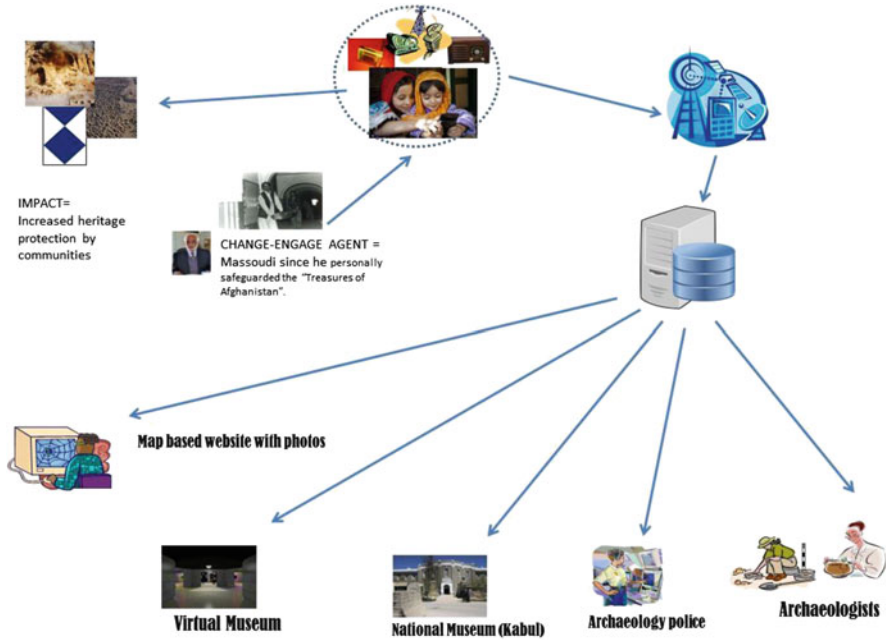 IMPACT=
Increased heritage
protection by
communities
CHANGE-ENGAGE AGENT =
Massoudi since he personally
safeguarded the "Treasures of
Afghanistan".
Map based website with photos
Virtual Museum
National Museum (Kabul)
Archaeology police
Archaeologists